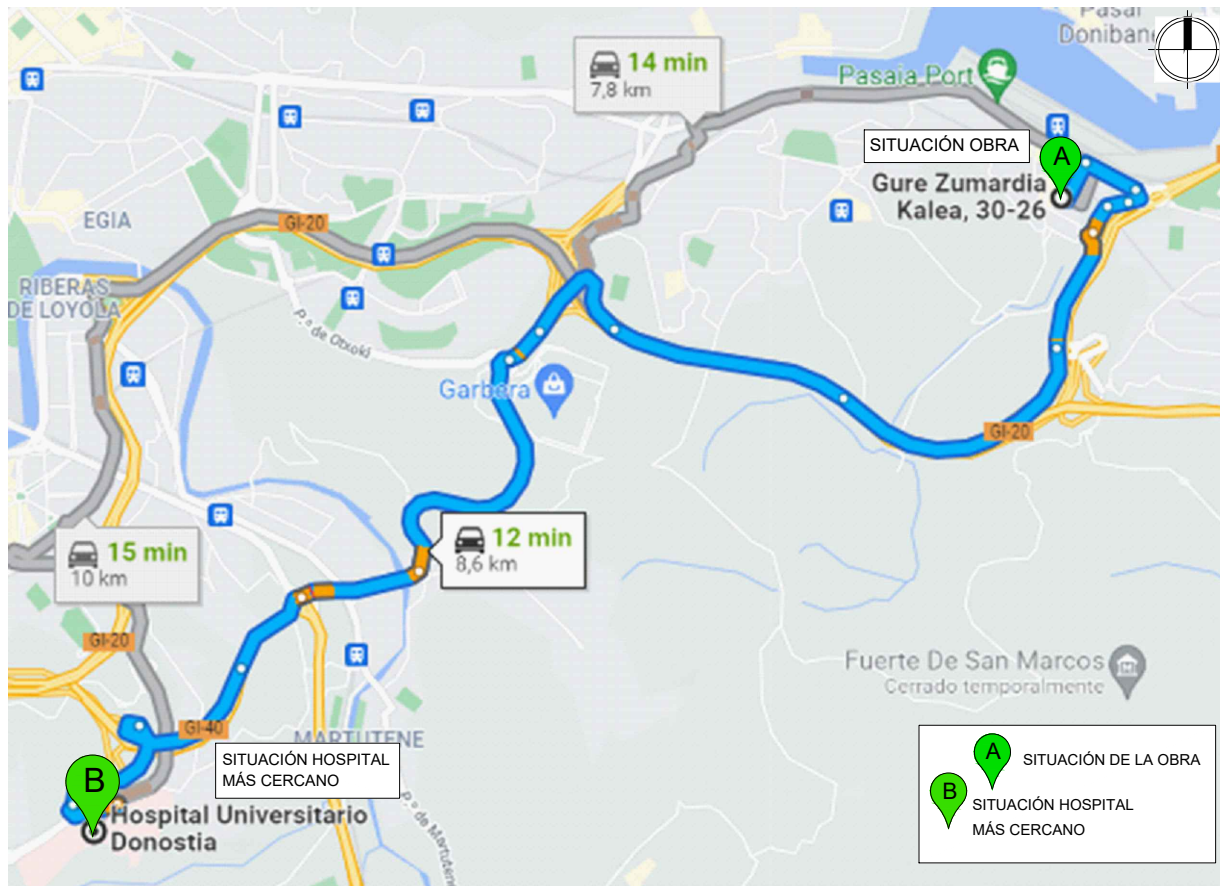 Pasai
Doniban
14 min
7,8 km
Pasaia Port
SITUACIÓN OBRA
A
Gure Zumardia
Kalea, 30-26
EGIA
GI-20
RIBERAS
DE LOYOLA
P.º de Otxoki
Garbera
GI-20
12 min
8,6 km
15 min
10 km
GI-20
Fuerte De San Marcos
Cerrado temporalmente
GI-40
MARTUTENE
SITUACIÓN HOSPITAL
MÁS CERCANO
B
Hospital Universitario
Donostia
P.º de Martutene
A
SITUACIÓN DE LA OBRA
B
SITUACIÓN HOSPITAL
MÁS CERCANO